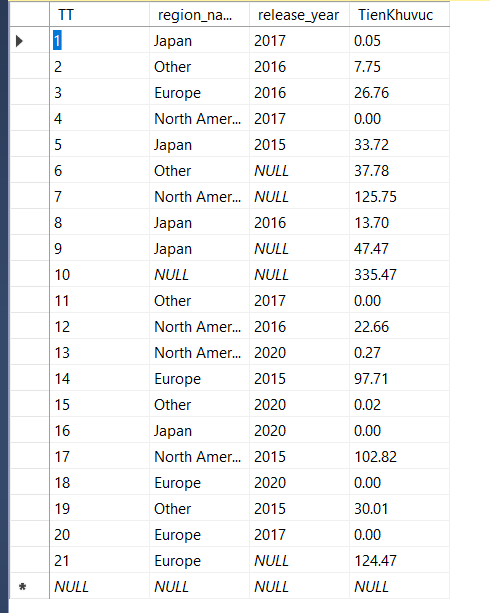 TT region_na... release_year TienKhuvuc
1 Japan 2017 0.05
2 Other 2016 7.75
3 Europe 2016 26.76
4 North Amer... 2017 0.00
5 Japan 2015 33.72
6 Other NULL 37.78
7 North Amer... NULL 125.75
8 Japan 2016 13.70
9 Japan NULL 47.47
10 NULL NULL 335.47
11 Other 2017 0.00
12 North Amer... 2016 22.66
13 North Amer... 2020 0.27
14 Europe 2015 97.71
15 Other 2020 0.02
16 Japan 2020 0.00
17 North Amer... 2015 102.82
18 Europe 2020 0.00
19 Other 2015 30.01
20 Europe 2017 0.00
21 Europe NULL 124.47
NULL NULL NULL NULL